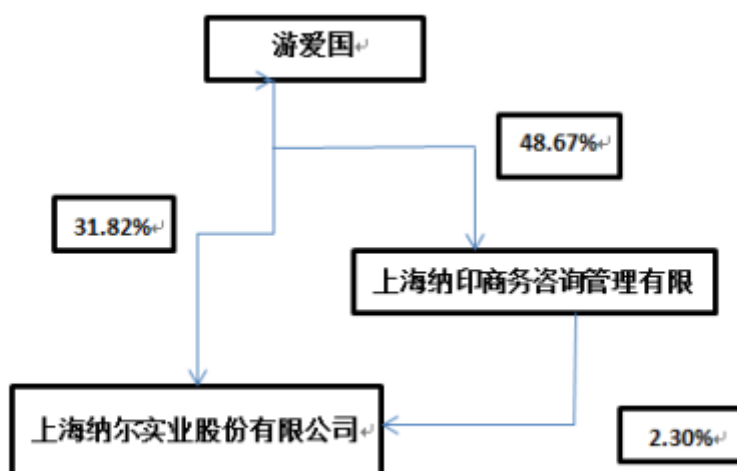 游爱国
48.67%
31.82%
上海纳印商务咨询管理有限
上海纳尔实业股份有限公司
2.30%